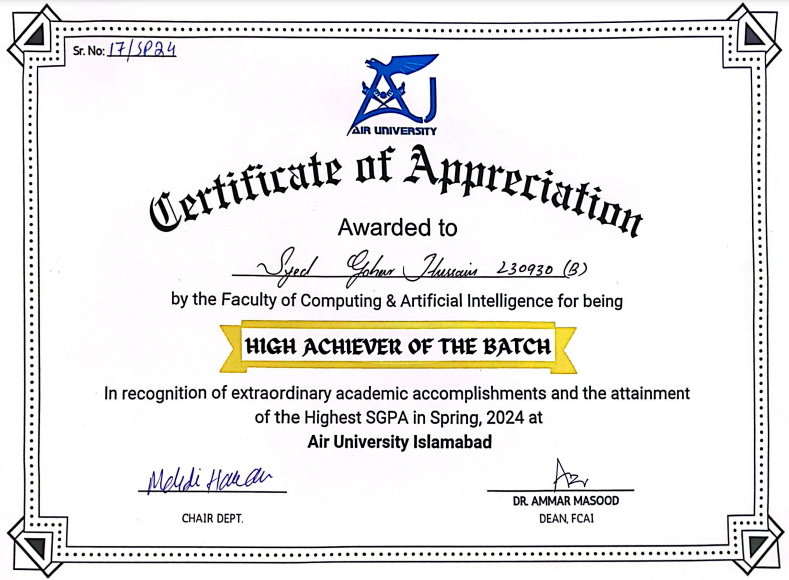 Sr. No: 17/SP24
AIR UNIVERSITY
Certificate of Appreciation
Awarded to
Syed Gohar Hussain 230930 (B)
by the Faculty of Computing & Artificial Intelligence for being
HIGH ACHIEVER OF THE BATCH
In recognition of extraordinary academic accomplishments and the attainment
of the Highest SGPA in Spring, 2024 at
Air University Islamabad
Mehdi Hassan
CHAIR DEPT.
DR. AMMAR MASOOD
DEAN, FCAI